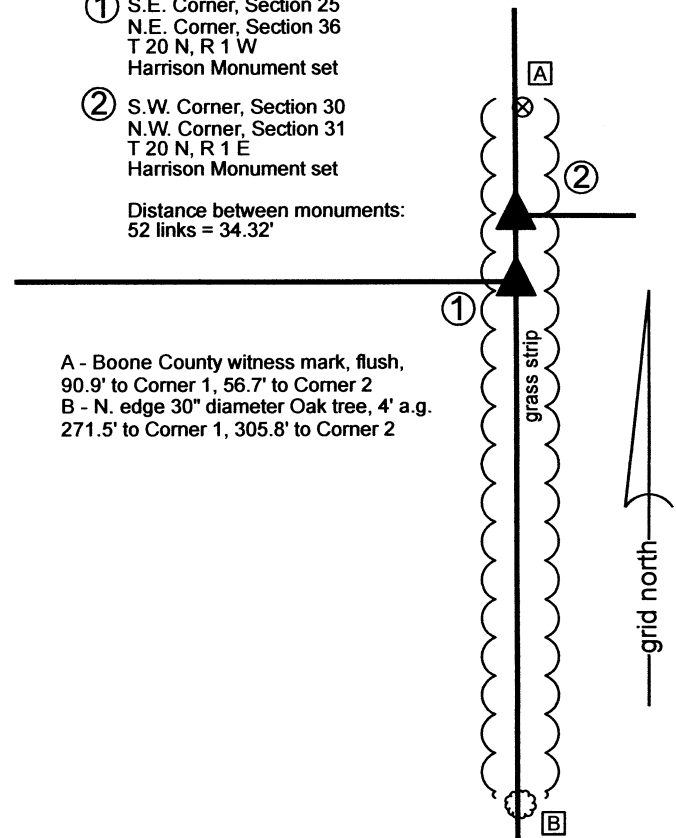 ① S.E. Corner, Section 25
N.E. Corner, Section 36
T 20 N, R 1 W
Harrison Monument set
② S.W. Corner, Section 30
N.W. Corner, Section 31
T 20 N, R 1 E
Harrison Monument set
Distance between monuments:
52 links = 34.32'
A
②
①
grass strip
A - Boone County witness mark, flush,
90.9' to Corner 1, 56.7' to Corner 2
B - N. edge 30" diameter Oak tree, 4' a.g.
271.5' to Corner 1, 305.8' to Corner 2
grid north
B